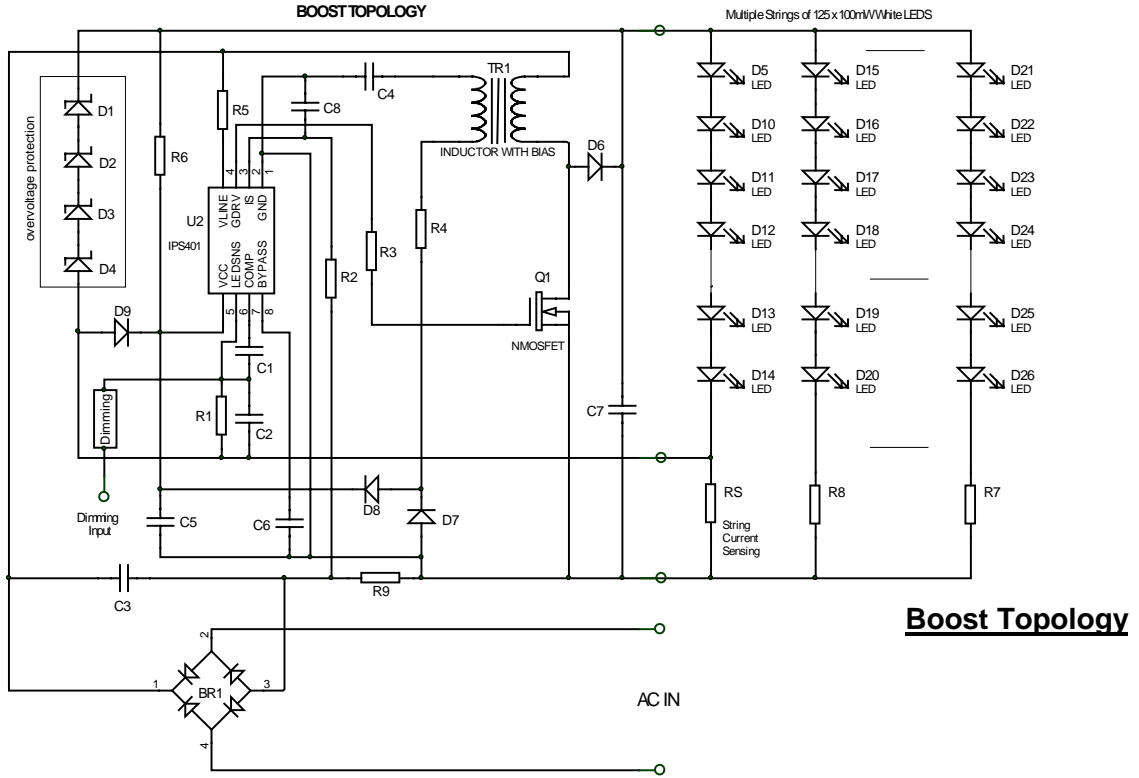 BOOST TOPOLOGY
Multiple Strings of 125 x 100mW White LEDS
overvoltage protection
D1
D2
D3
D4
R6
R5
C8
C4
TR1
INDUCTOR WITH BIAS
D6
4 3 2 1
VLINE
GDRV
IS
GND
U2
IPS401
VCC
LEDSNS
COMP
BYPASS
5 6 7 8
R2
R3
R4
Q1
NMOSFET
D9
C1
R1
C2
Dimming
Dimming
Input
C5
C6
D8
D7
C7
C3
R9
D5
LED
D10
LED
D11
LED
D12
LED
D13
LED
D14
LED
D15
LED
D16
LED
D17
LED
D18
LED
D19
LED
D20
LED
D21
LED
D22
LED
D23
LED
D24
LED
D25
LED
D26
LED
RS
String
Current
Sensing
R8
R7
Boost Topology
2
1
BR1
3
4
AC IN